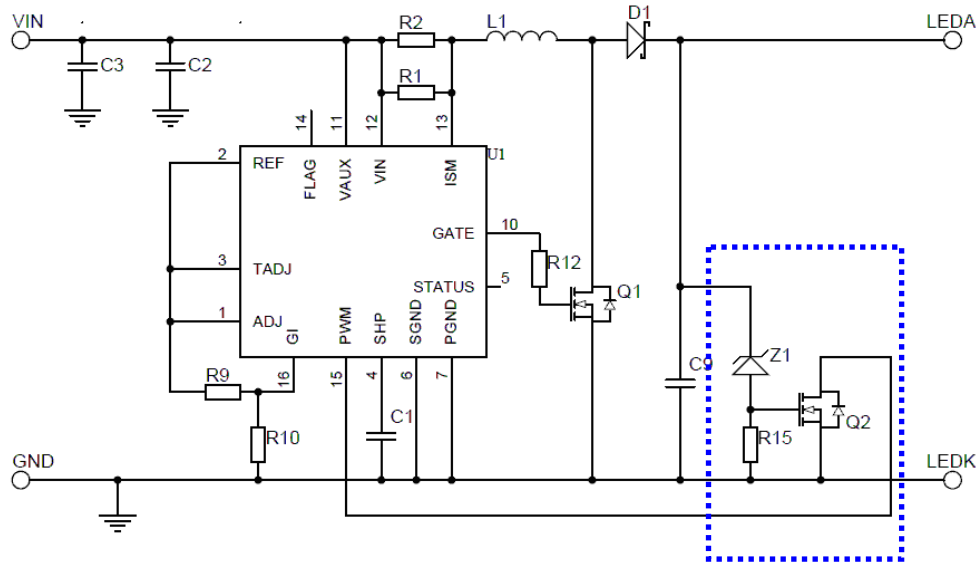 VIN
R2
L1
D1
LEDA
C3
C2
R1
14
11
12
13
U1
2
REF
FLAG
VAUX
VIN
ISM
GATE
10
R12
3
TADJ
STATUS
5
Q1
1
ADJ
GI
PWM
SHP
SGND
PGND
Z1
C9
R9
16
15
4
6
7
C1
R10
R15
Q2
GND
LEDK